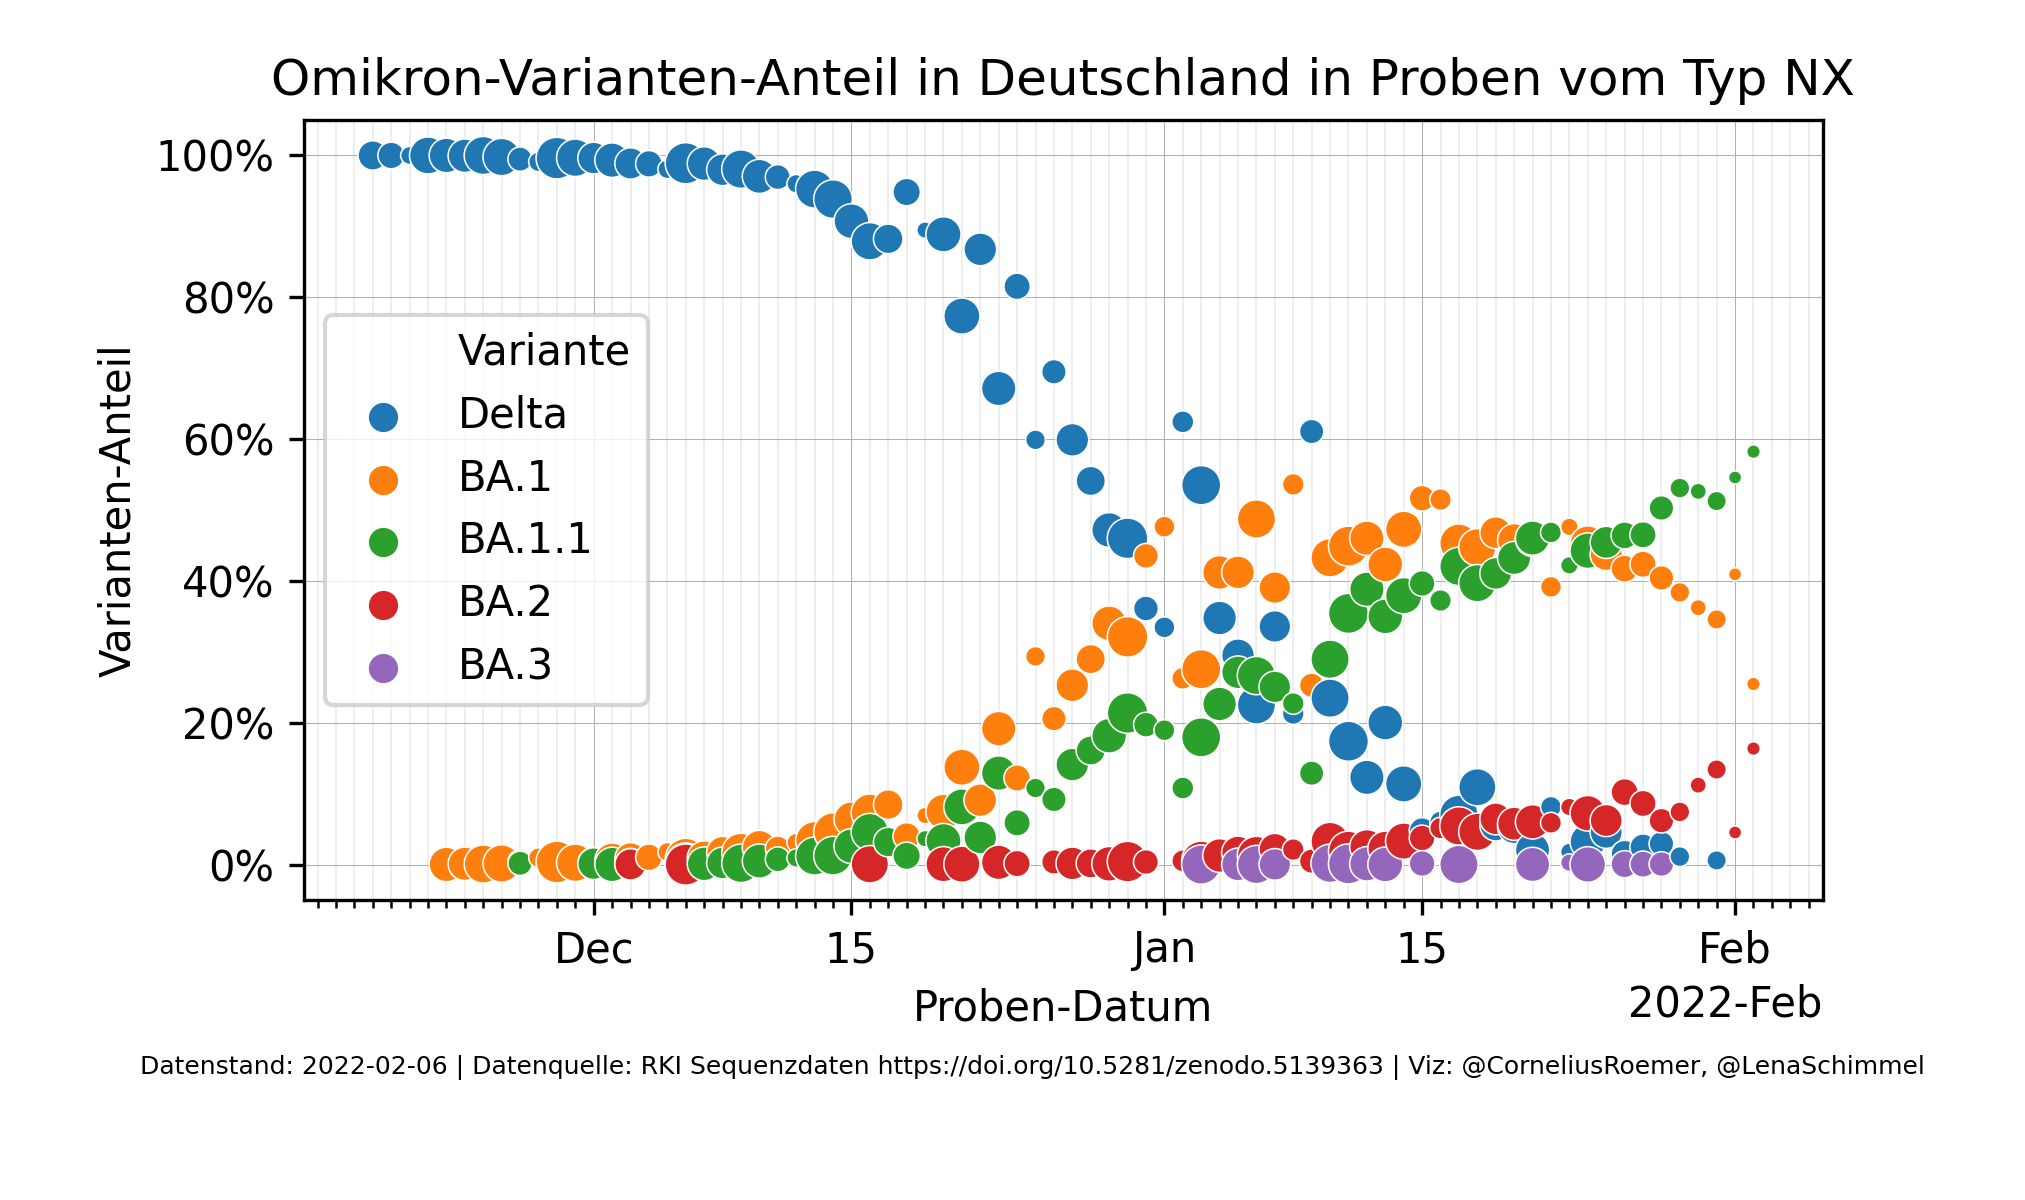 Omikron-Varianten-Anteil in Deutschland in Proben vom Typ NX
Varianten-Anteil
100%
80%
60%
40%
20%
0%
Variante
Delta
BA.1
BA.1.1
BA.2
BA.3
Dec 15 Jan 15 Feb
2022-Feb
Proben-Datum
Datenstand: 2022-02-06 | Datenquelle: RKI Sequenzdaten https://doi.org/10.5281/zenodo.5139363 | Viz: @CorneliusRoemer, @LenaSchimmel